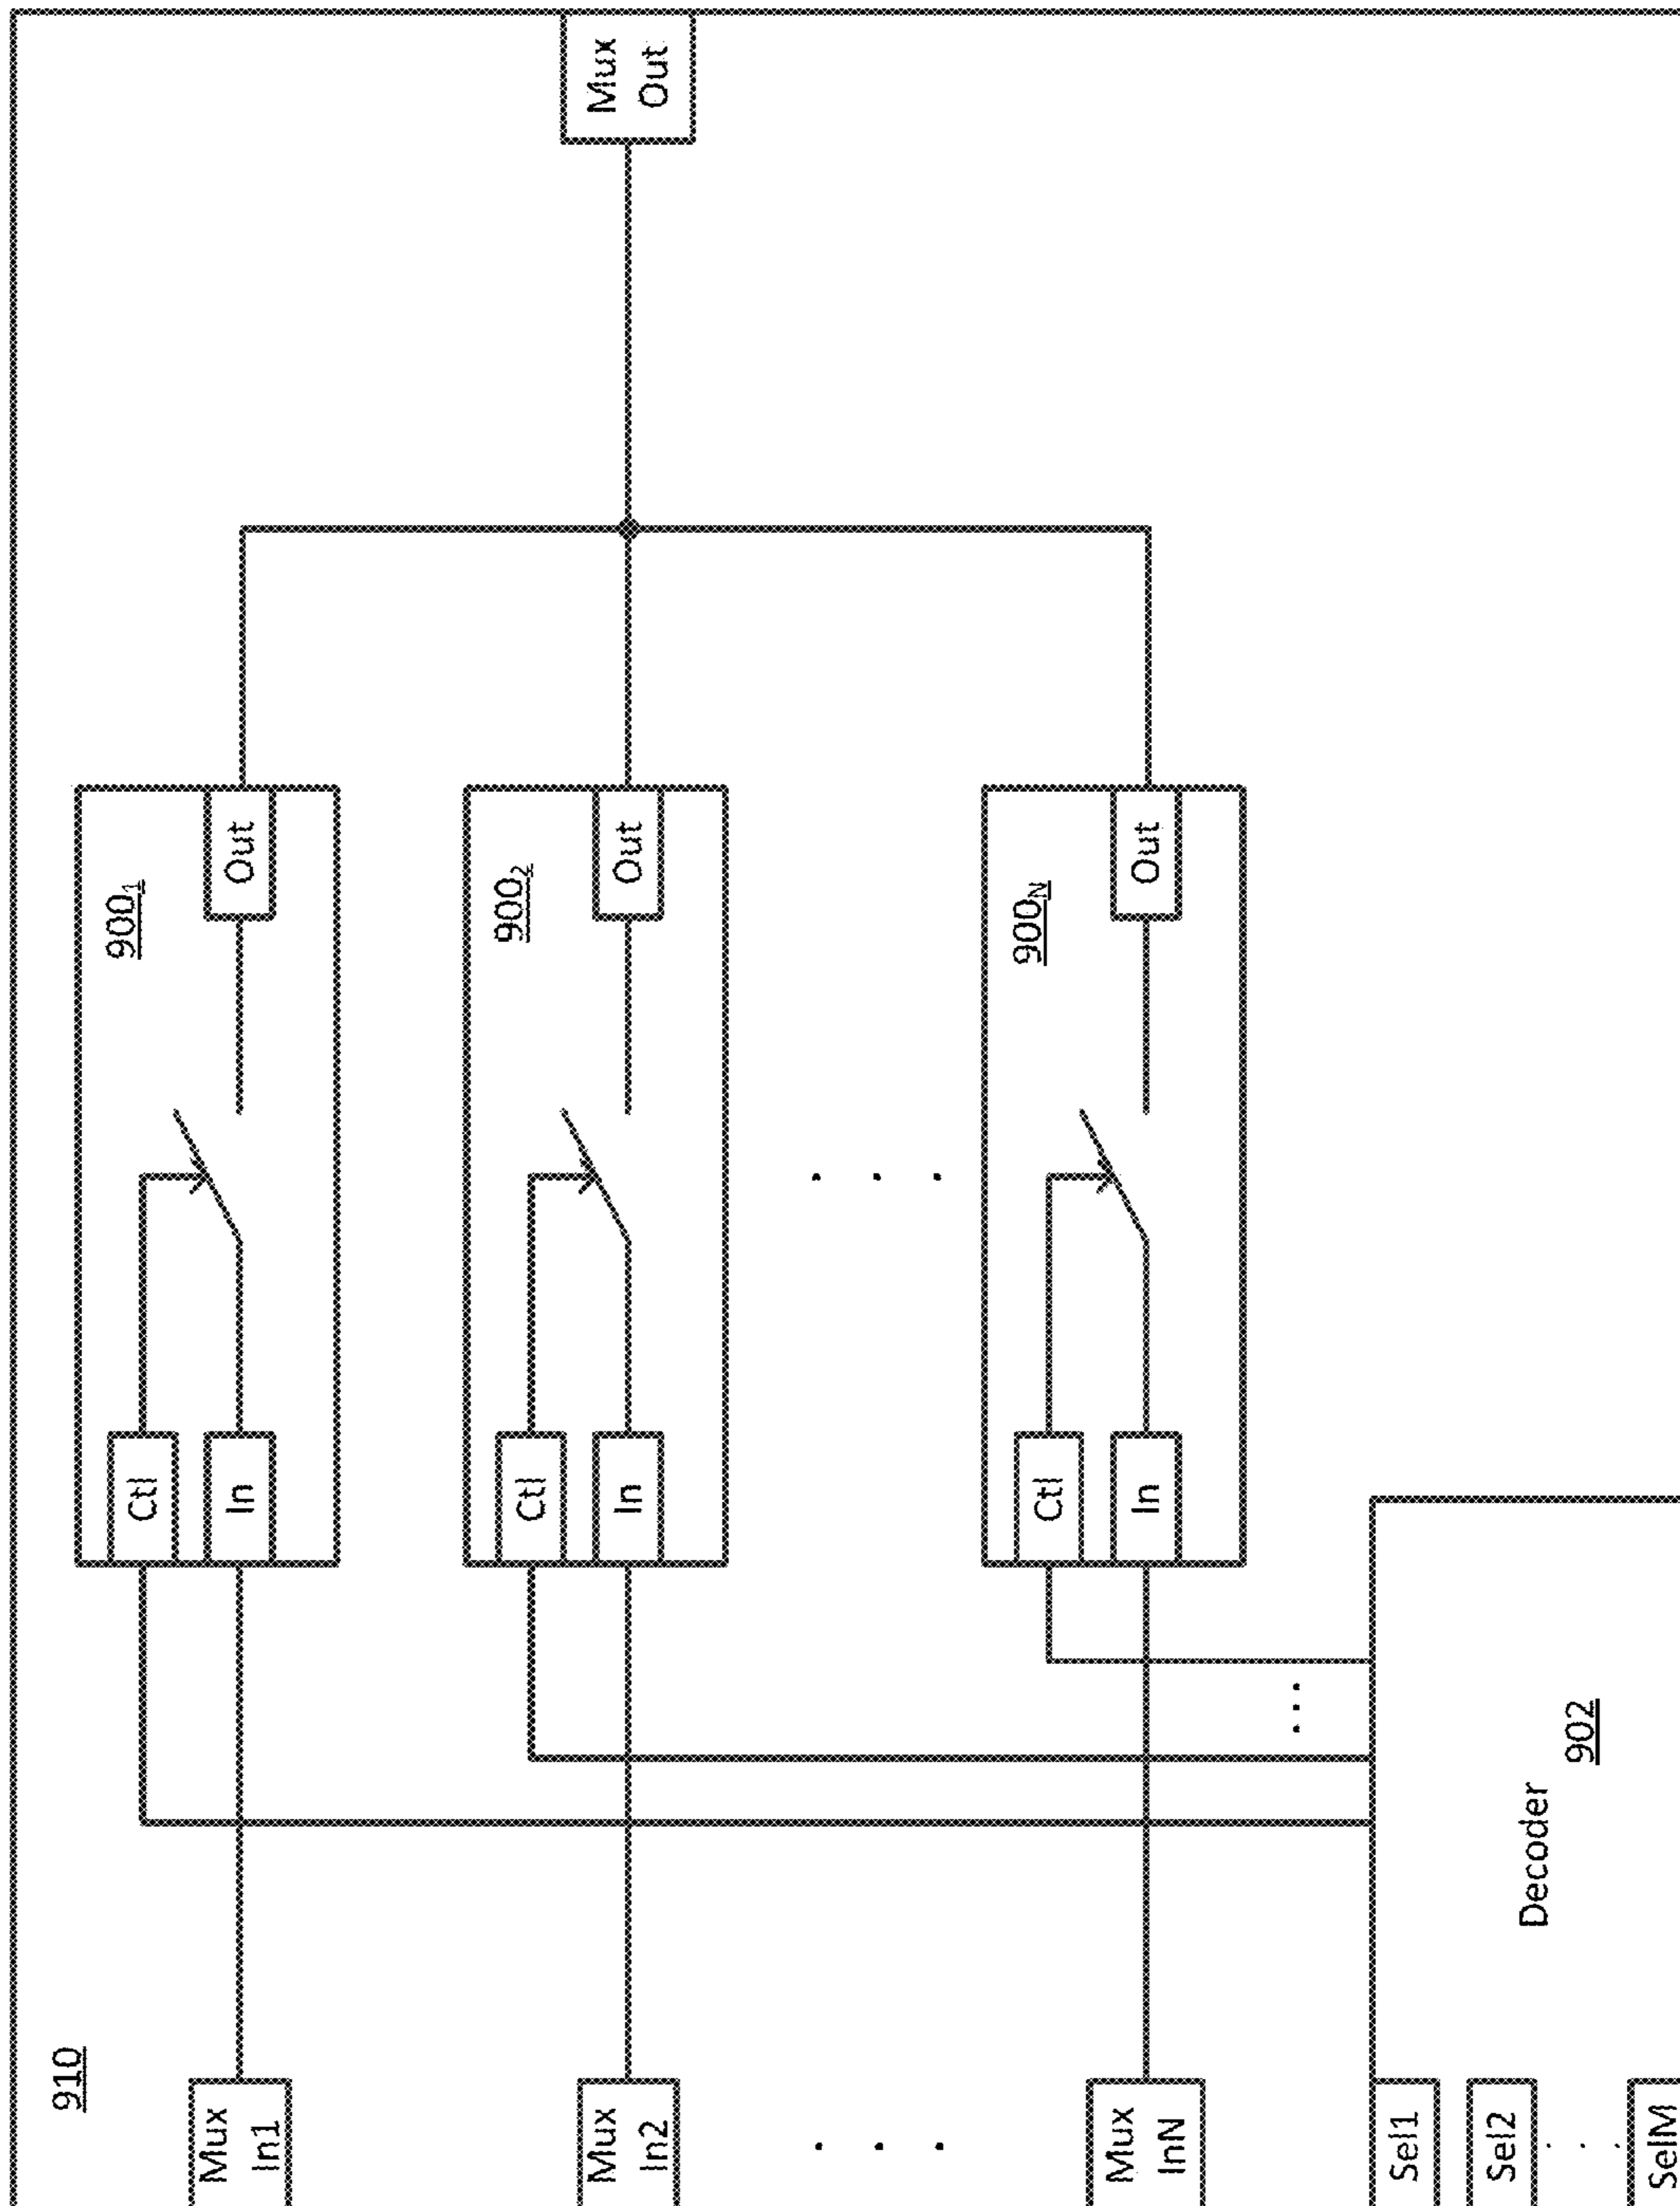 910
900₁
Ctl
Mux
In1
In
Out
900₂
Ctl
Mux
In2
In
Out
Mux
Out
. . .
. . .
900_N
Ctl
Mux
InN
In
Out
...
Sel1
Sel2
. . .
SelM
Decoder
902